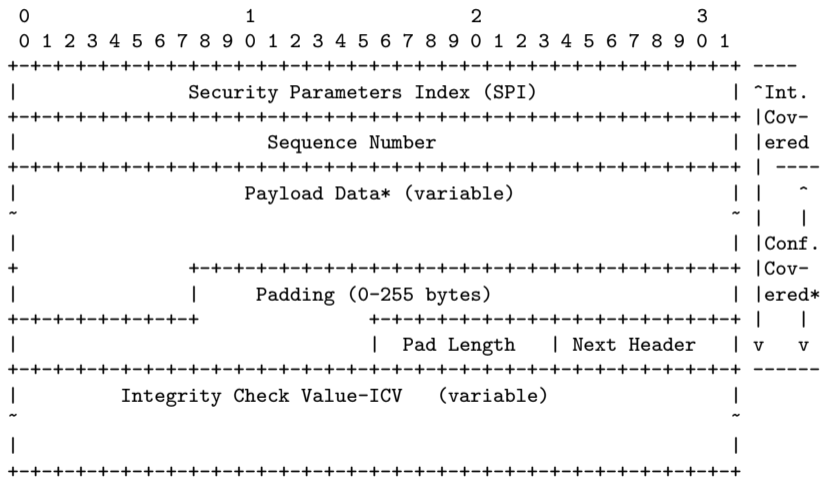 0                   1                   2                   3
 0 1 2 3 4 5 6 7 8 9 0 1 2 3 4 5 6 7 8 9 0 1 2 3 4 5 6 7 8 9 0 1
+-+-+-+-+-+-+-+-+-+-+-+-+-+-+-+-+-+-+-+-+-+-+-+-+-+-+-+-+-+-+-+-+ ----
|               Security Parameters Index (SPI)                 | ^Int.
+-+-+-+-+-+-+-+-+-+-+-+-+-+-+-+-+-+-+-+-+-+-+-+-+-+-+-+-+-+-+-+-+ |Cov-
|                      Sequence Number                          | |ered
+-+-+-+-+-+-+-+-+-+-+-+-+-+-+-+-+-+-+-+-+-+-+-+-+-+-+-+-+-+-+-+-+ | ----
|                    Payload Data* (variable)                   | |   ^
~                                                               ~ |   |
|                                                               | |Conf.
+               +-+-+-+-+-+-+-+-+-+-+-+-+-+-+-+-+-+-+-+-+-+-+-+-+ |Cov-
|               |     Padding (0-255 bytes)                     | |ered*
+-+-+-+-+-+-+-+-+               +-+-+-+-+-+-+-+-+-+-+-+-+-+-+-+-+ |   |
|                               |  Pad Length   | Next Header   | v   v
+-+-+-+-+-+-+-+-+-+-+-+-+-+-+-+-+-+-+-+-+-+-+-+-+-+-+-+-+-+-+-+-+ ------
|         Integrity Check Value-ICV   (variable)                |
~                                                               ~
|                                                               |
+-+-+-+-+-+-+-+-+-+-+-+-+-+-+-+-+-+-+-+-+-+-+-+-+-+-+-+-+-+-+-+-+